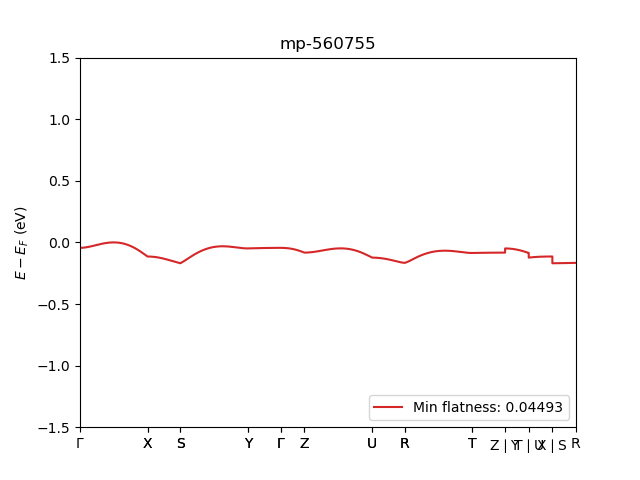 mp-560755
1.5
1.0
0.5
0.0
−0.5
−1.0
−1.5
E − E_F (eV)
Min flatness: 0.04493
Γ X S Y Γ Z U R T Z | Y T | U X | S R